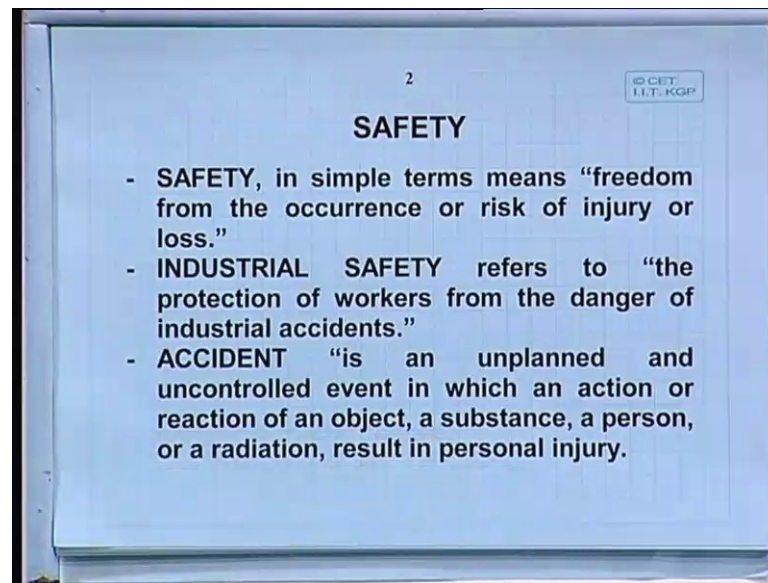 2
© CET
I.I.T. KGP
SAFETY
- SAFETY, in simple terms means “freedom
from the occurrence or risk of injury or
loss.”
- INDUSTRIAL SAFETY refers to “the
protection of workers from the danger of
industrial accidents.”
- ACCIDENT “is an unplanned and
uncontrolled event in which an action or
reaction of an object, a substance, a person,
or a radiation, result in personal injury.